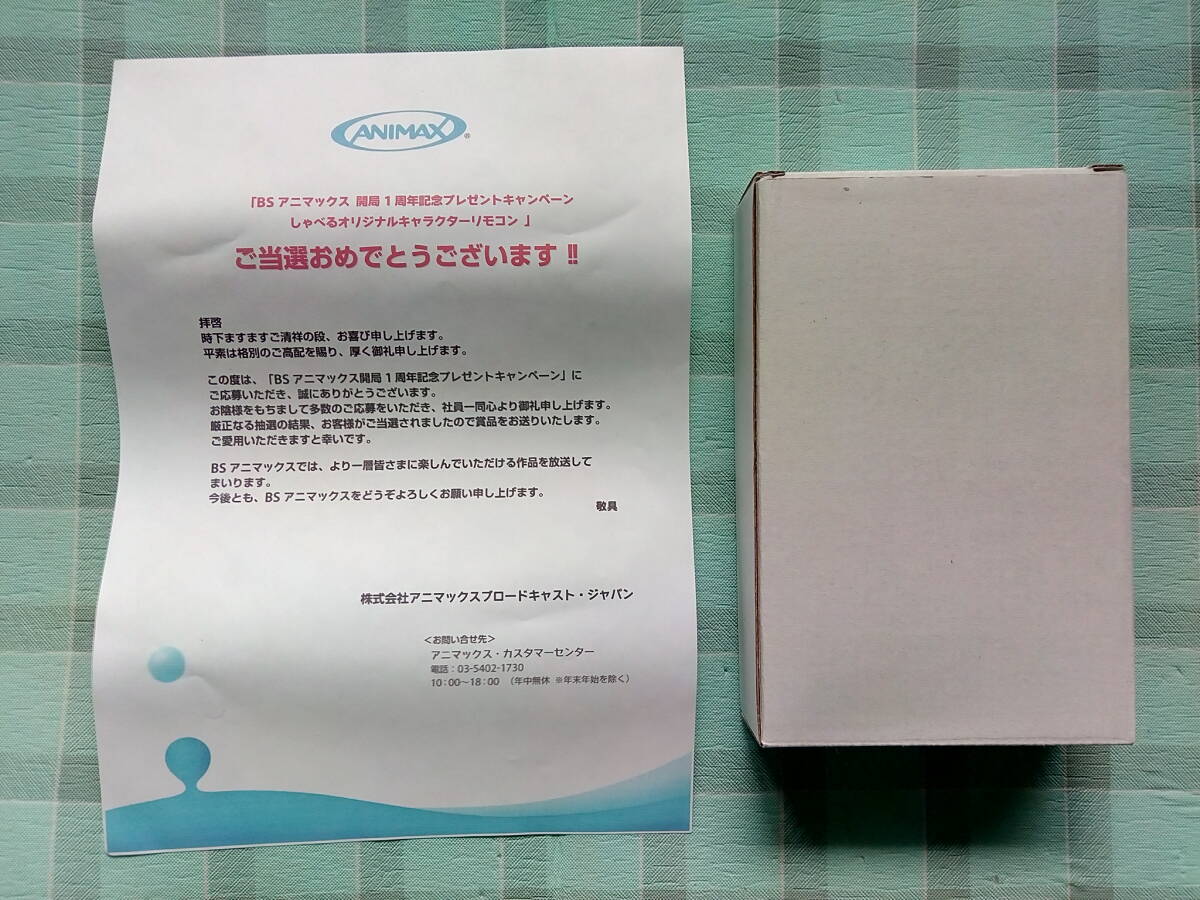 ANIMAX®
「BS アニマックス 開局 1 周年記念プレゼントキャンペーン
しゃべるオリジナルキャラクターリモコン 」
ご当選おめでとうございます !!
拝啓
時下ますますご清祥の段、お喜び申し上げます。
平素は格別のご高配を賜り、厚く御礼申し上げます。
この度は、「BS アニマックス開局 1 周年記念プレゼントキャンペーン」に
ご応募いただき、誠にありがとうございます。
お陰様をもちまして多数のご応募をいただき、社員一同心より御礼申し上げます。
厳正なる抽選の結果、お客様がご当選されましたので賞品をお送りいたします。
ご愛用いただきますと幸いです。
BS アニマックスでは、より一層皆さまに楽しんでいただける作品を放送して
まいります。
今後とも、BS アニマックスをどうぞよろしくお願い申し上げます。
敬具
株式会社アニマックスブロードキャスト・ジャパン
＜お問い合せ先＞
アニマックス・カスタマーセンター
電話：03-5402-1730
10：00～18：00 （年中無休 ※年末年始を除く）